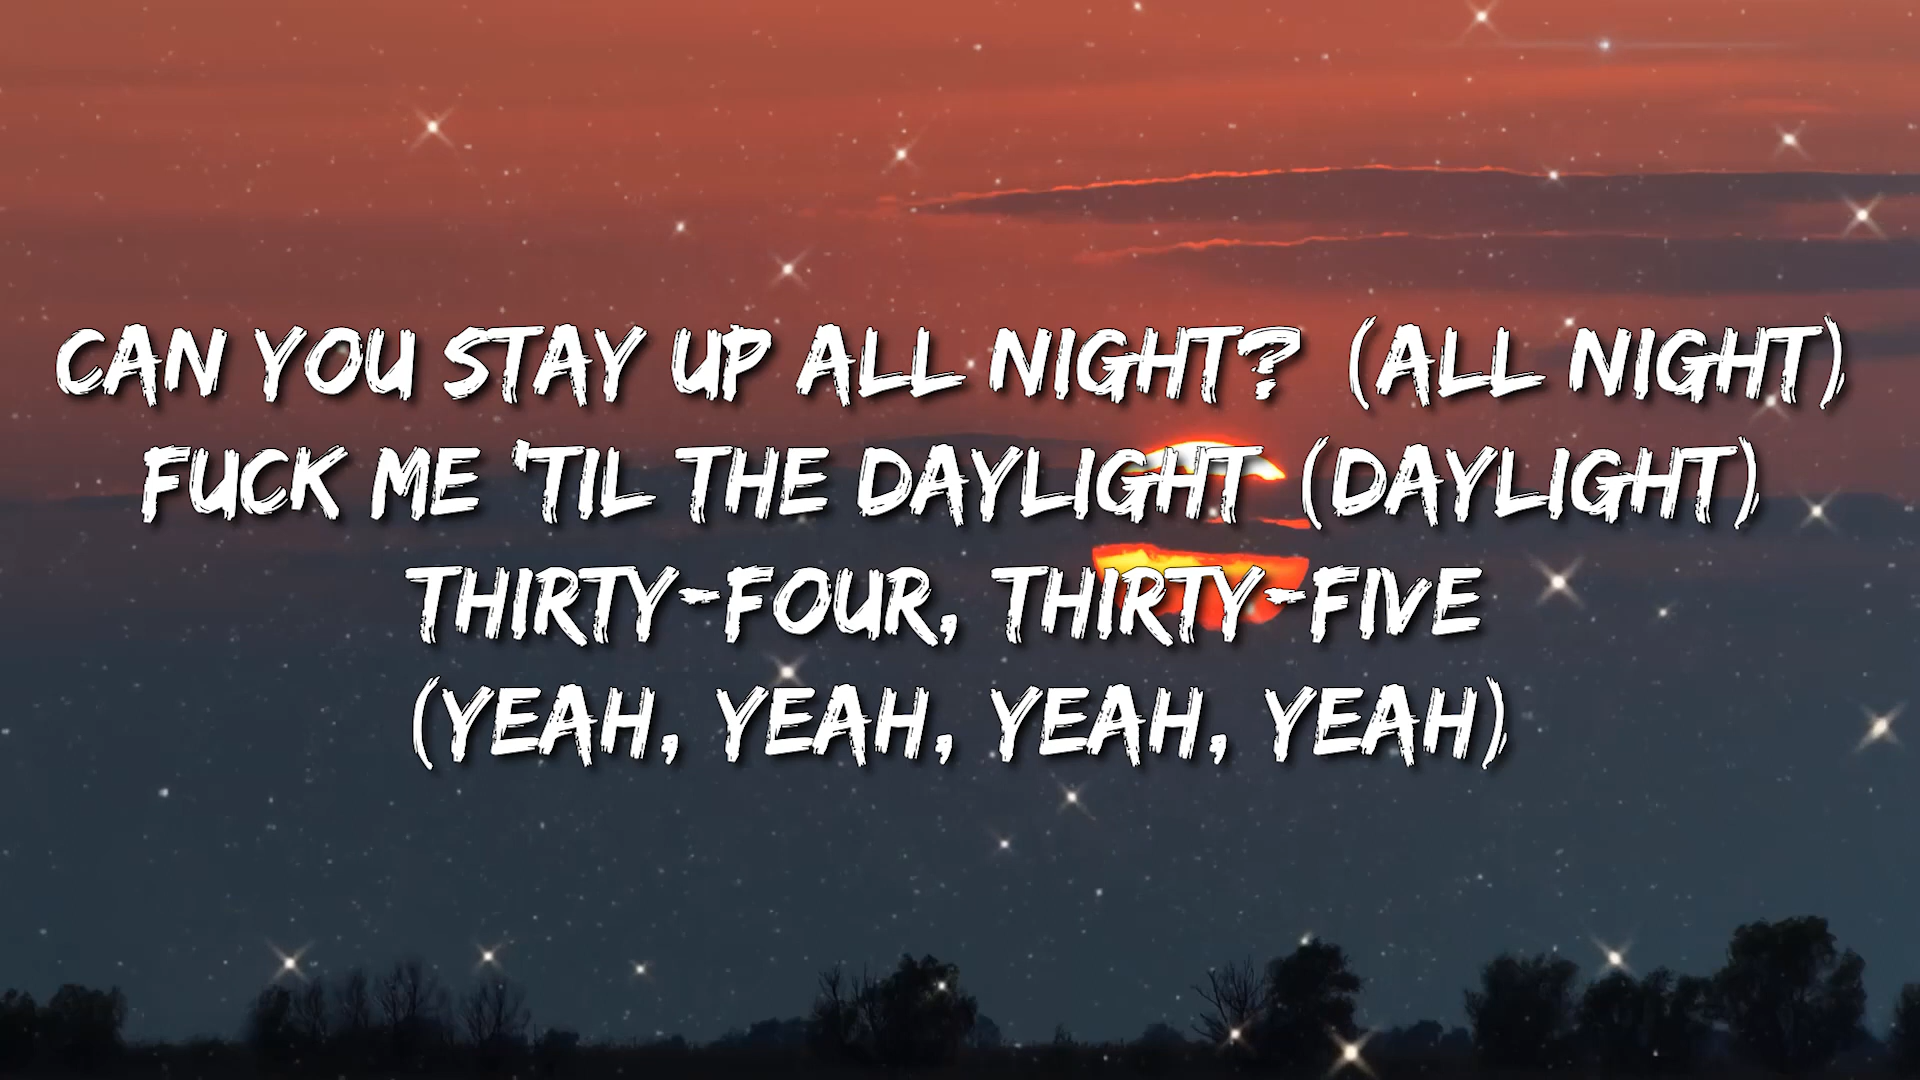 CAN YOU STAY UP ALL NIGHT? (ALL NIGHT)
FUCK ME 'TIL THE DAYLIGHT (DAYLIGHT)
THIRTY-FOUR, THIRTY-FIVE
(YEAH, YEAH, YEAH, YEAH)